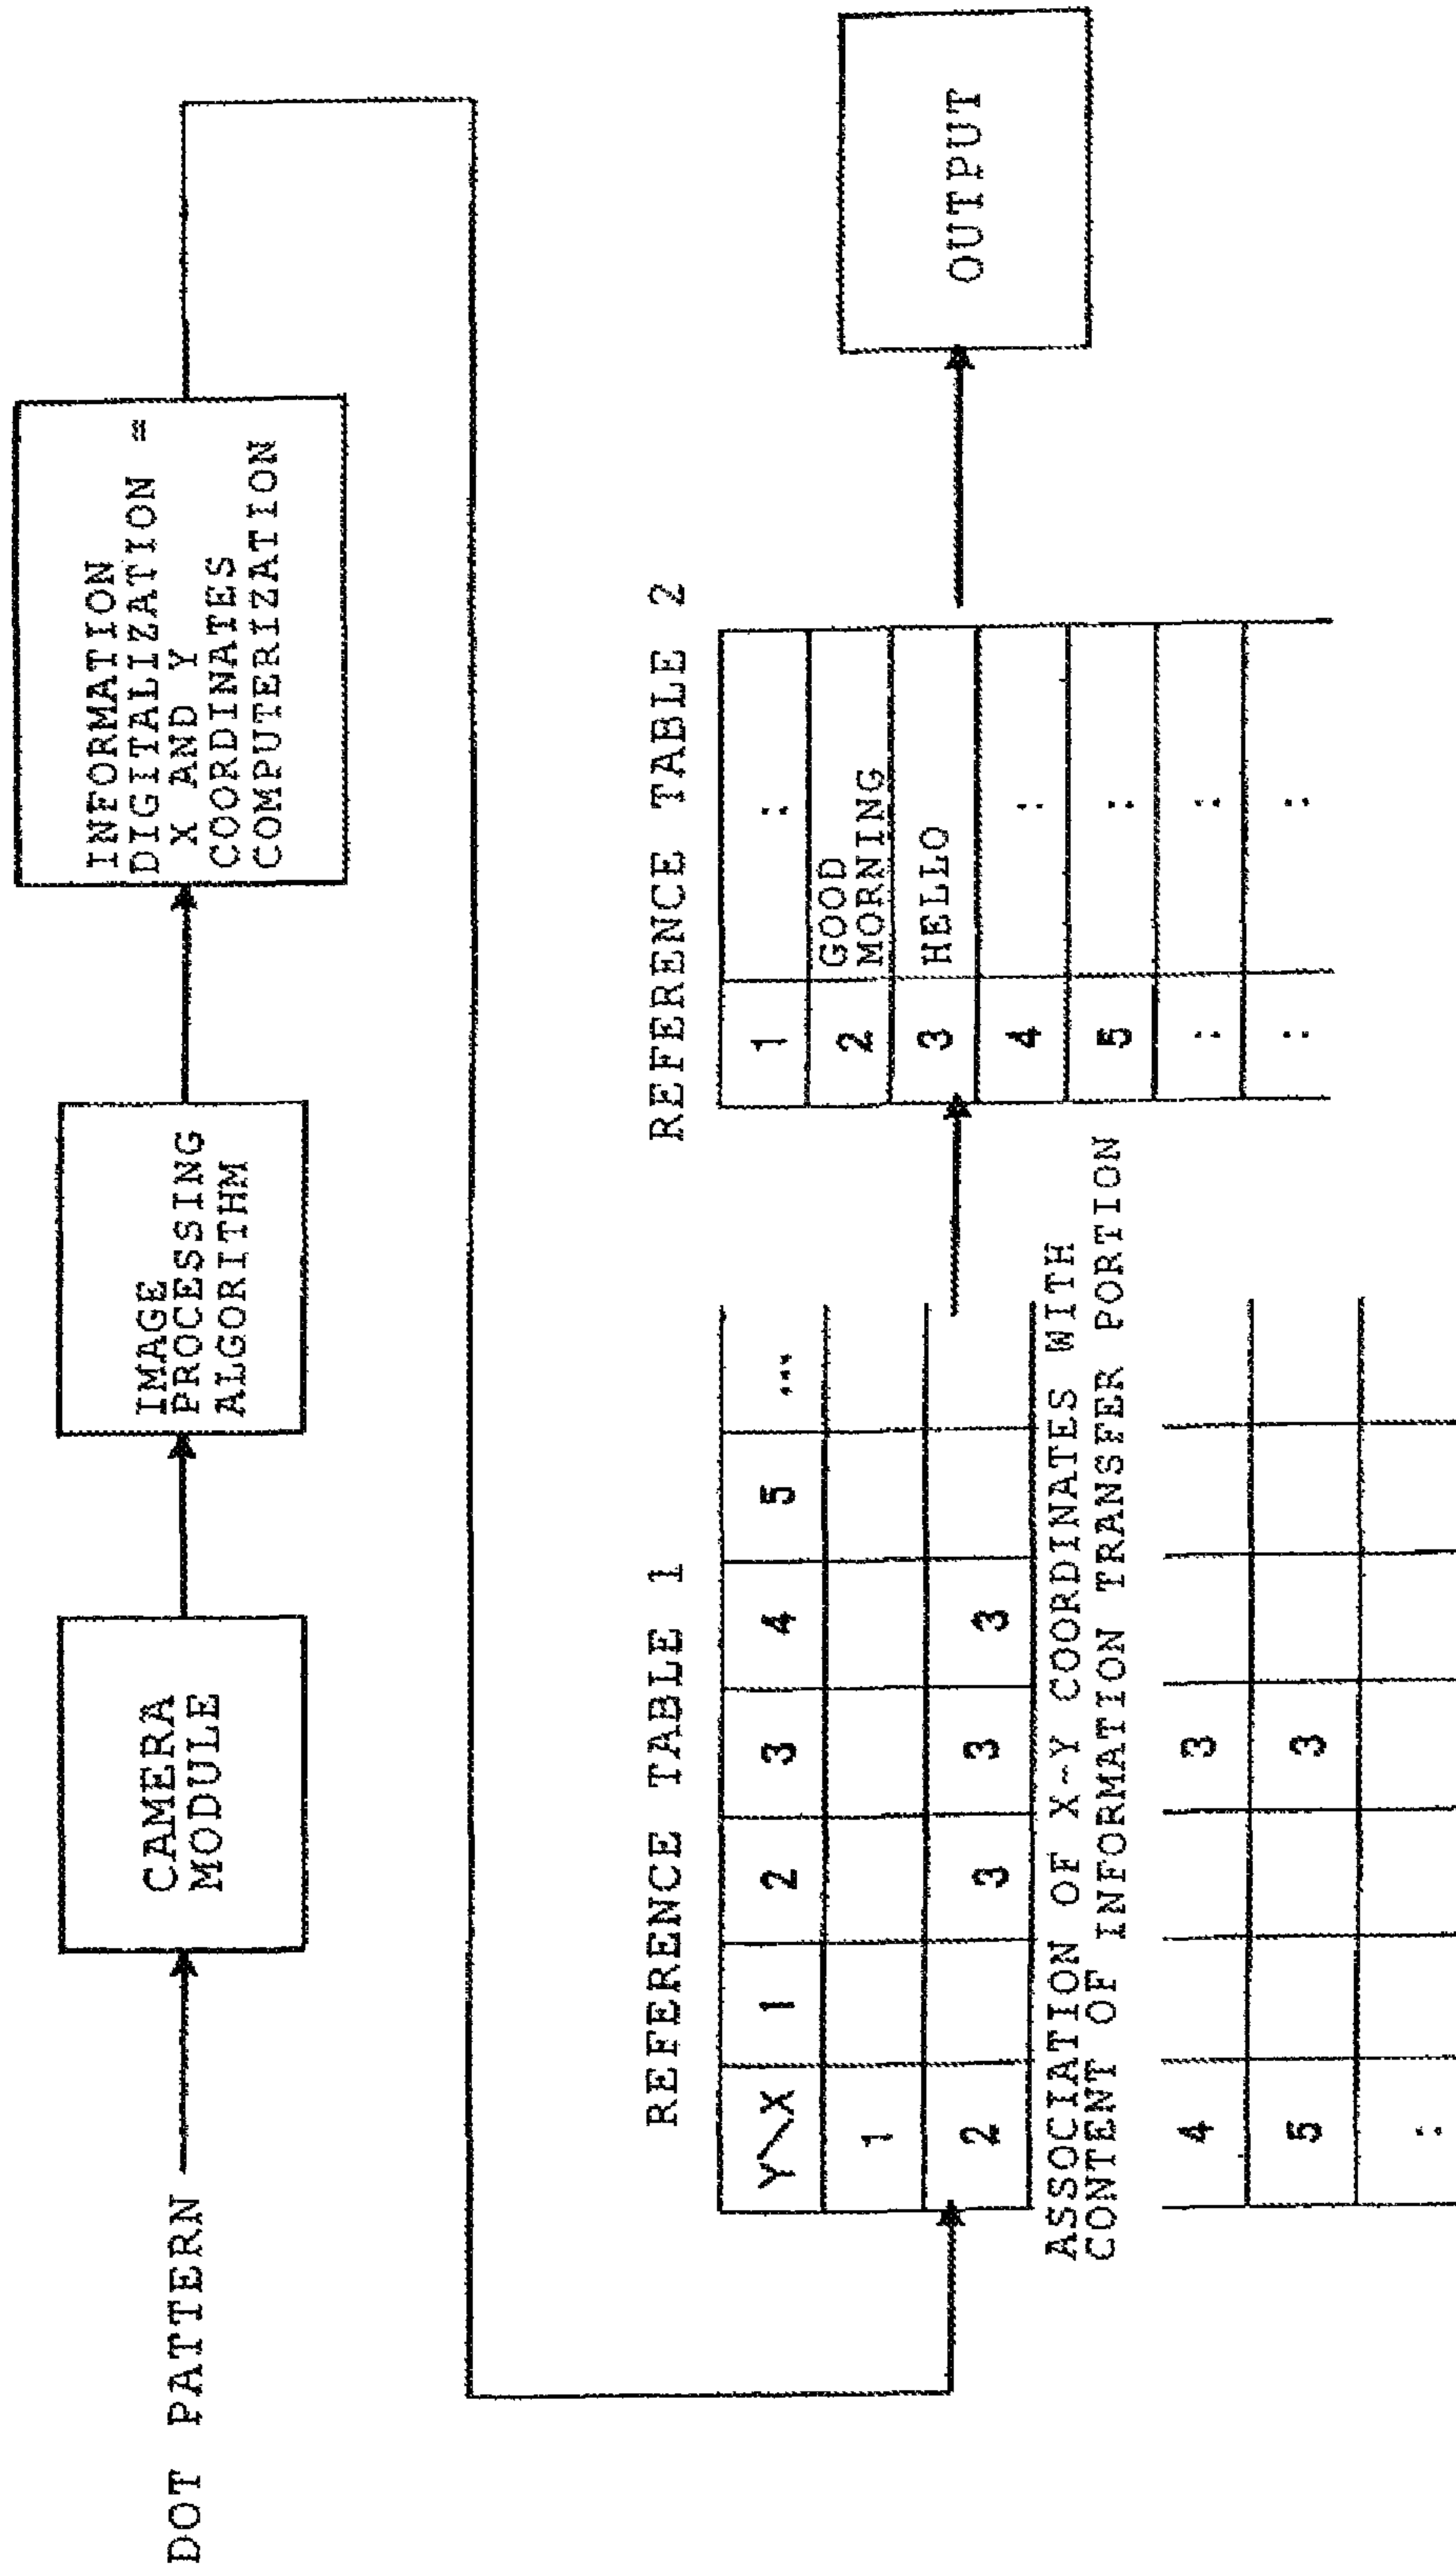 DOT PATTERN
CAMERA
MODULE
IMAGE
PROCESSING
ALGORITHM
INFORMATION
DIGITALIZATION =
X AND Y
COORDINATES
COMPUTERIZATION
REFERENCE TABLE 1
Y\X 1 2 3 4 5 ...
1
2 3 3 3
ASSOCIATION OF X-Y COORDINATES WITH
CONTENT OF INFORMATION TRANSFER PORTION
4 3
5 3
:
REFERENCE TABLE 2
1 :
2 GOOD
MORNING
3 HELLO
4 :
5 :
: :
: :
OUTPUT